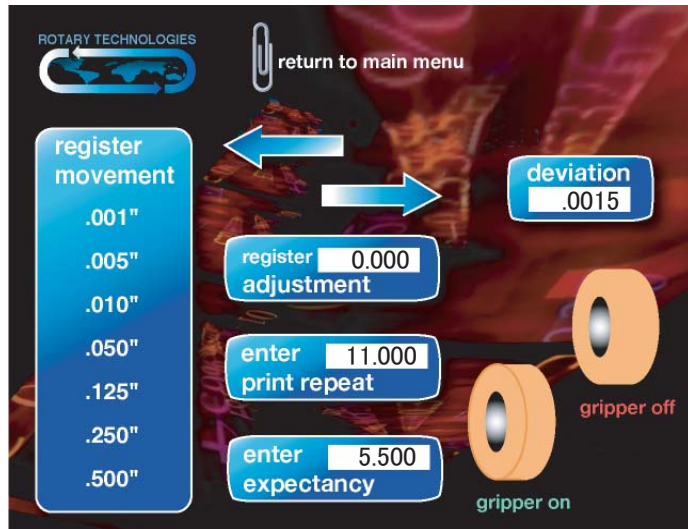 ROTARY TECHNOLOGIES
return to main menu
register
movement
.001"
.005"
.010"
.050"
.125"
.250"
.500"
deviation
.0015
register 0.000
adjustment
enter 11.000
print repeat
enter 5.500
expectancy
gripper off
gripper on